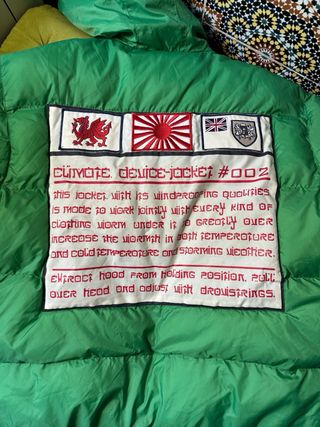 CLIMATE DEVICE-JACKET #002
THIS JACKET WITH ITS WINDPROOFING QUALITIES
IS MADE TO WORK JOINTLY WITH EVERY KIND OF
CLOTHING WORN UNDER IT TO GREATLY OVER
INCREASE THE WARMTH IN BOTH TEMPERATURE
AND COLD TEMPERATURE AND STORMING WEATHER.
EXTRACT HOOD FROM HOLDING POSITION. PULL
OVER HEAD AND ADJUST WITH DRAWSTRINGS.